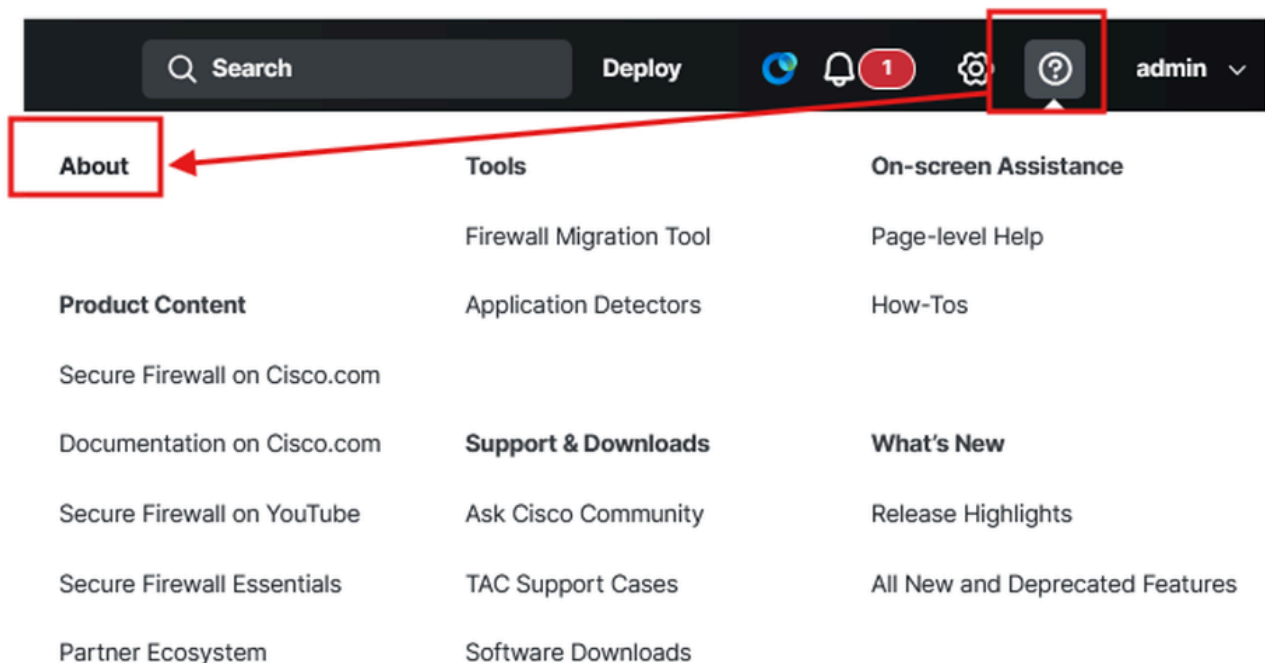 Search Deploy 1 admin
About Tools On-screen Assistance
Firewall Migration Tool Page-level Help
Product Content Application Detectors How-Tos
Secure Firewall on Cisco.com
Documentation on Cisco.com Support & Downloads What's New
Secure Firewall on YouTube Ask Cisco Community Release Highlights
Secure Firewall Essentials TAC Support Cases All New and Deprecated Features
Partner Ecosystem Software Downloads